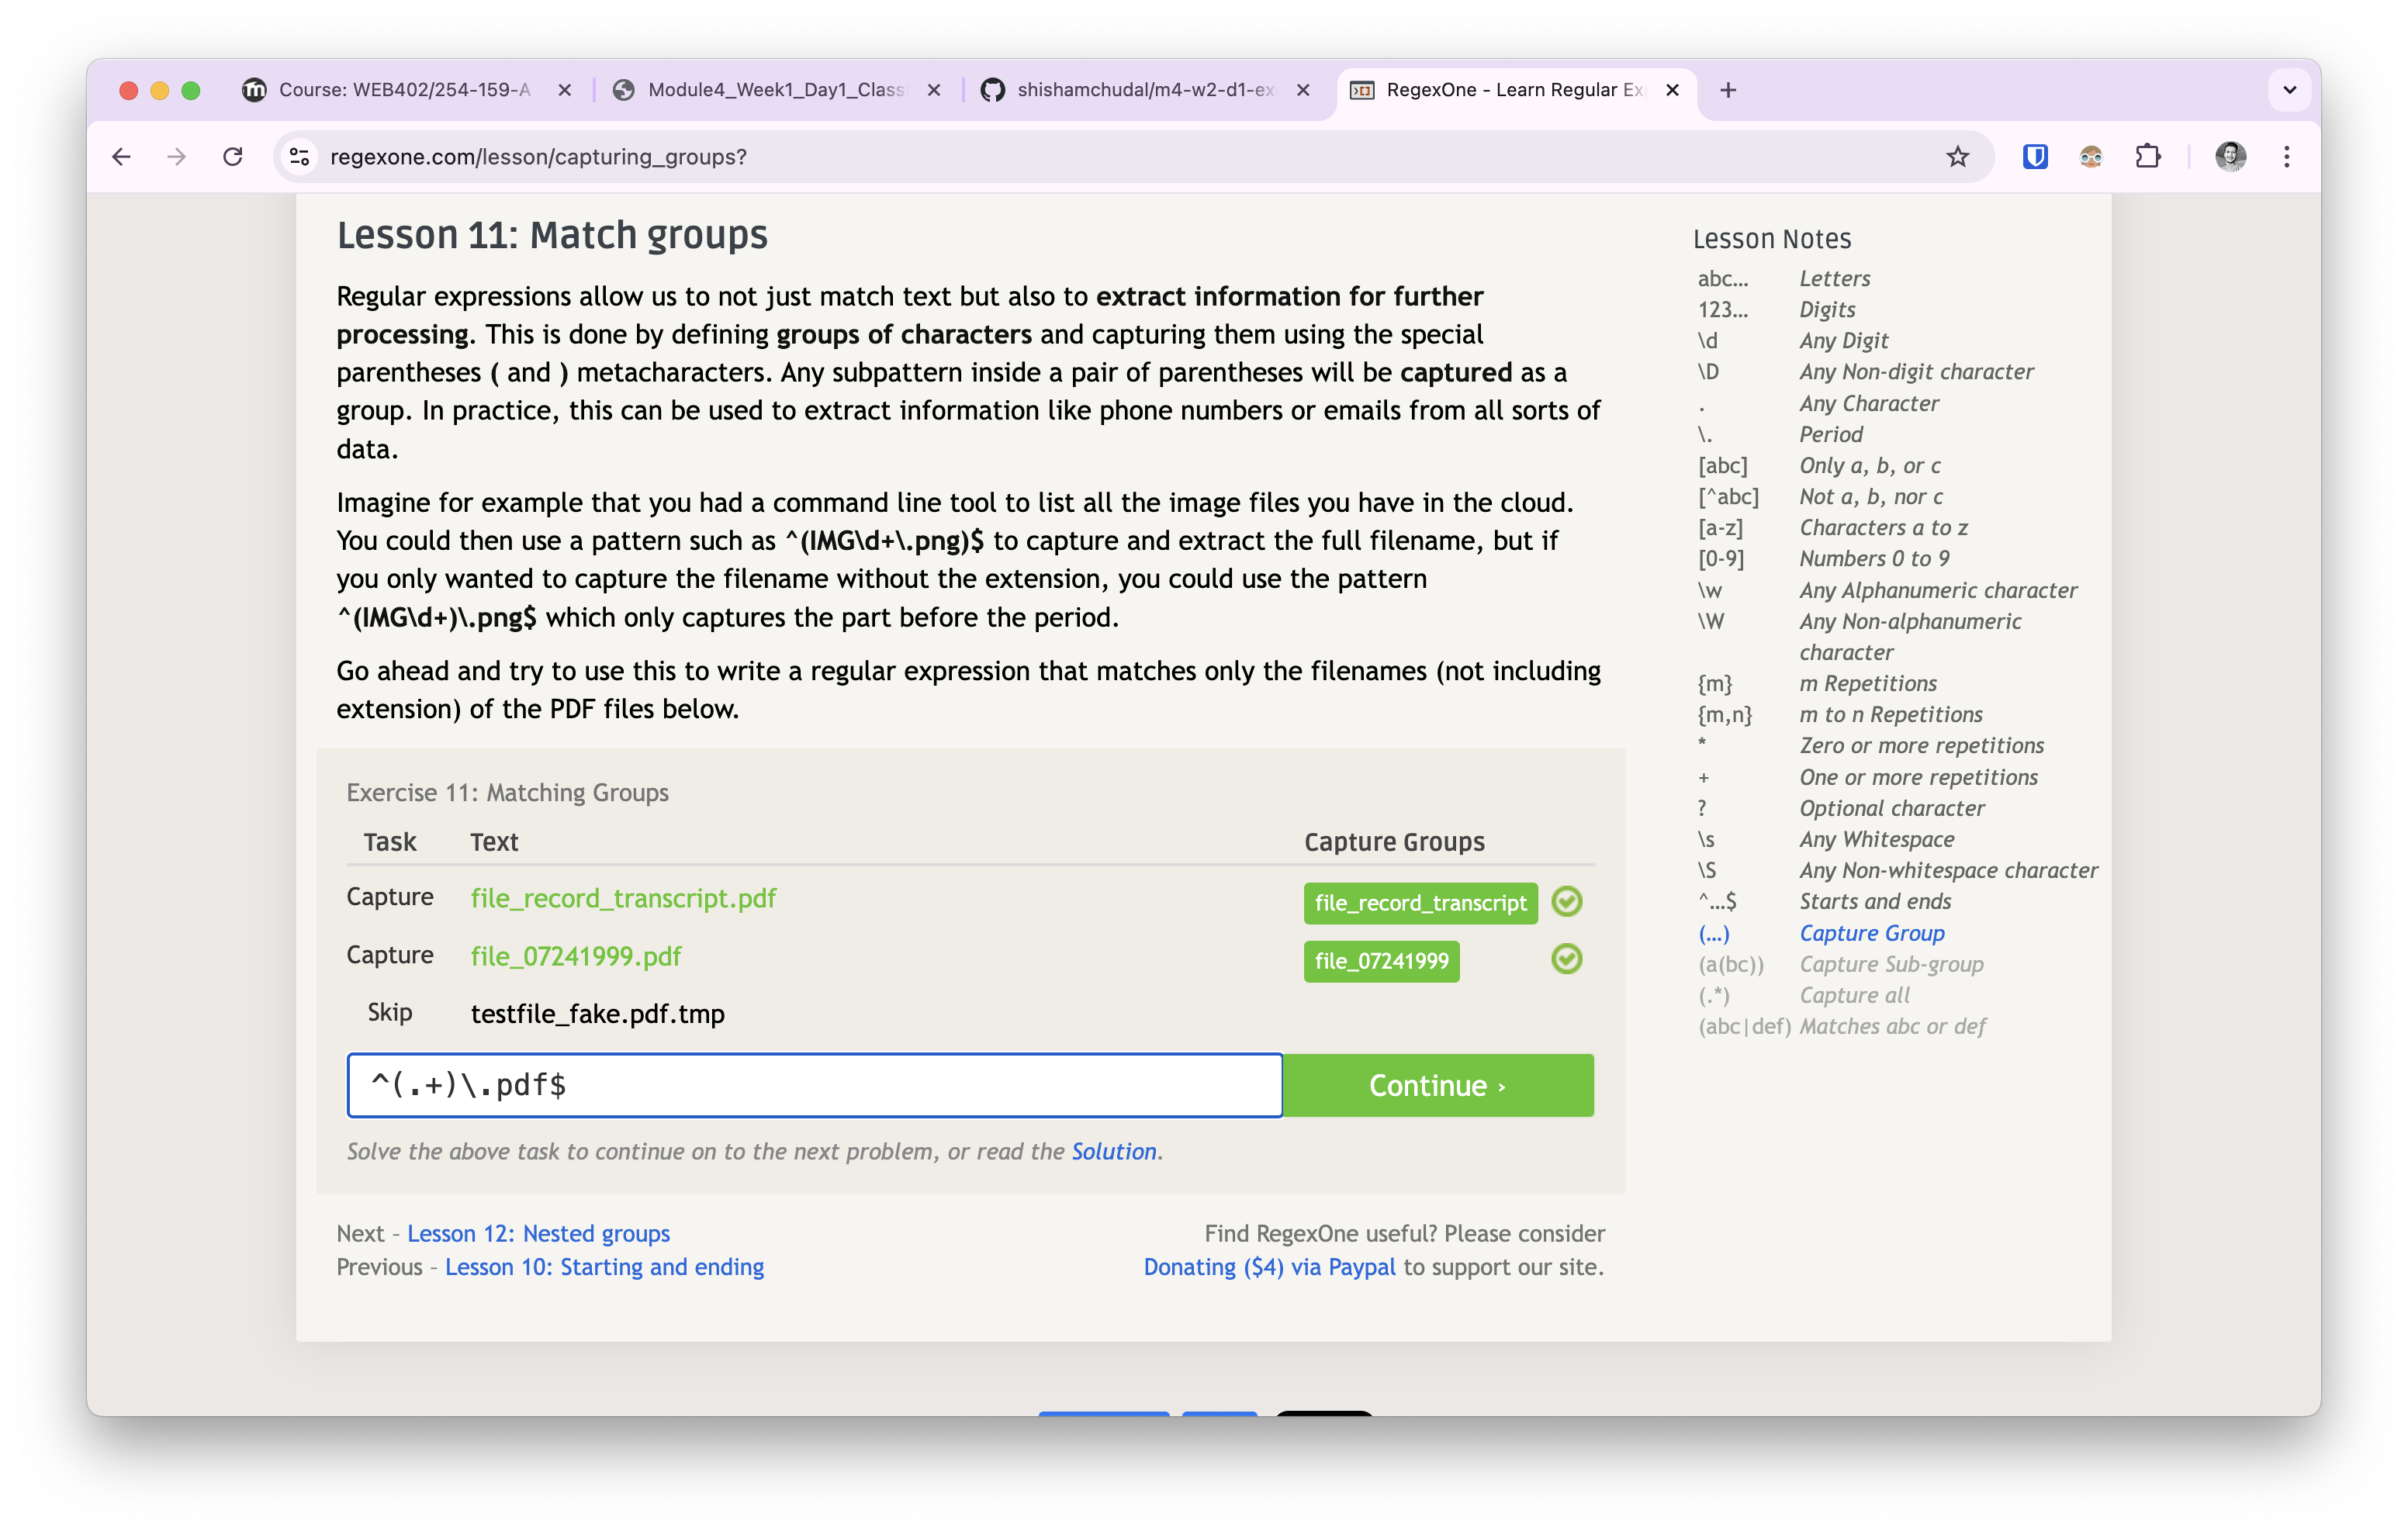 Course: WEB402/254-159-A
Module4_Week1_Day1_Class
shishamchudal/m4-w2-d1-ex
RegexOne - Learn Regular Ex
regexone.com/lesson/capturing_groups?
Lesson 11: Match groups
Regular expressions allow us to not just match text but also to extract information for further
processing. This is done by defining groups of characters and capturing them using the special
parentheses ( and ) metacharacters. Any subpattern inside a pair of parentheses will be captured as a
group. In practice, this can be used to extract information like phone numbers or emails from all sorts of
data.
Imagine for example that you had a command line tool to list all the image files you have in the cloud.
You could then use a pattern such as ^(IMG\d+\.png)$ to capture and extract the full filename, but if
you only wanted to capture the filename without the extension, you could use the pattern
^(IMG\d+)\.png$ which only captures the part before the period.
Go ahead and try to use this to write a regular expression that matches only the filenames (not including
extension) of the PDF files below.
Exercise 11: Matching Groups
Task Text Capture Groups
Capture file_record_transcript.pdf file_record_transcript
Capture file_07241999.pdf file_07241999
Skip testfile_fake.pdf.tmp
^(.+)\.pdf$ Continue ›
Solve the above task to continue on to the next problem, or read the Solution.
Next – Lesson 12: Nested groups
Previous – Lesson 10: Starting and ending
Find RegexOne useful? Please consider
Donating ($4) via Paypal to support our site.
Lesson Notes
abc… Letters
123… Digits
\d Any Digit
\D Any Non-digit character
. Any Character
\. Period
[abc] Only a, b, or c
[^abc] Not a, b, nor c
[a-z] Characters a to z
[0-9] Numbers 0 to 9
\w Any Alphanumeric character
\W Any Non-alphanumeric
character
{m} m Repetitions
{m,n} m to n Repetitions
* Zero or more repetitions
+ One or more repetitions
? Optional character
\s Any Whitespace
\S Any Non-whitespace character
^…$ Starts and ends
(…) Capture Group
(a(bc)) Capture Sub-group
(.*) Capture all
(abc|def) Matches abc or def